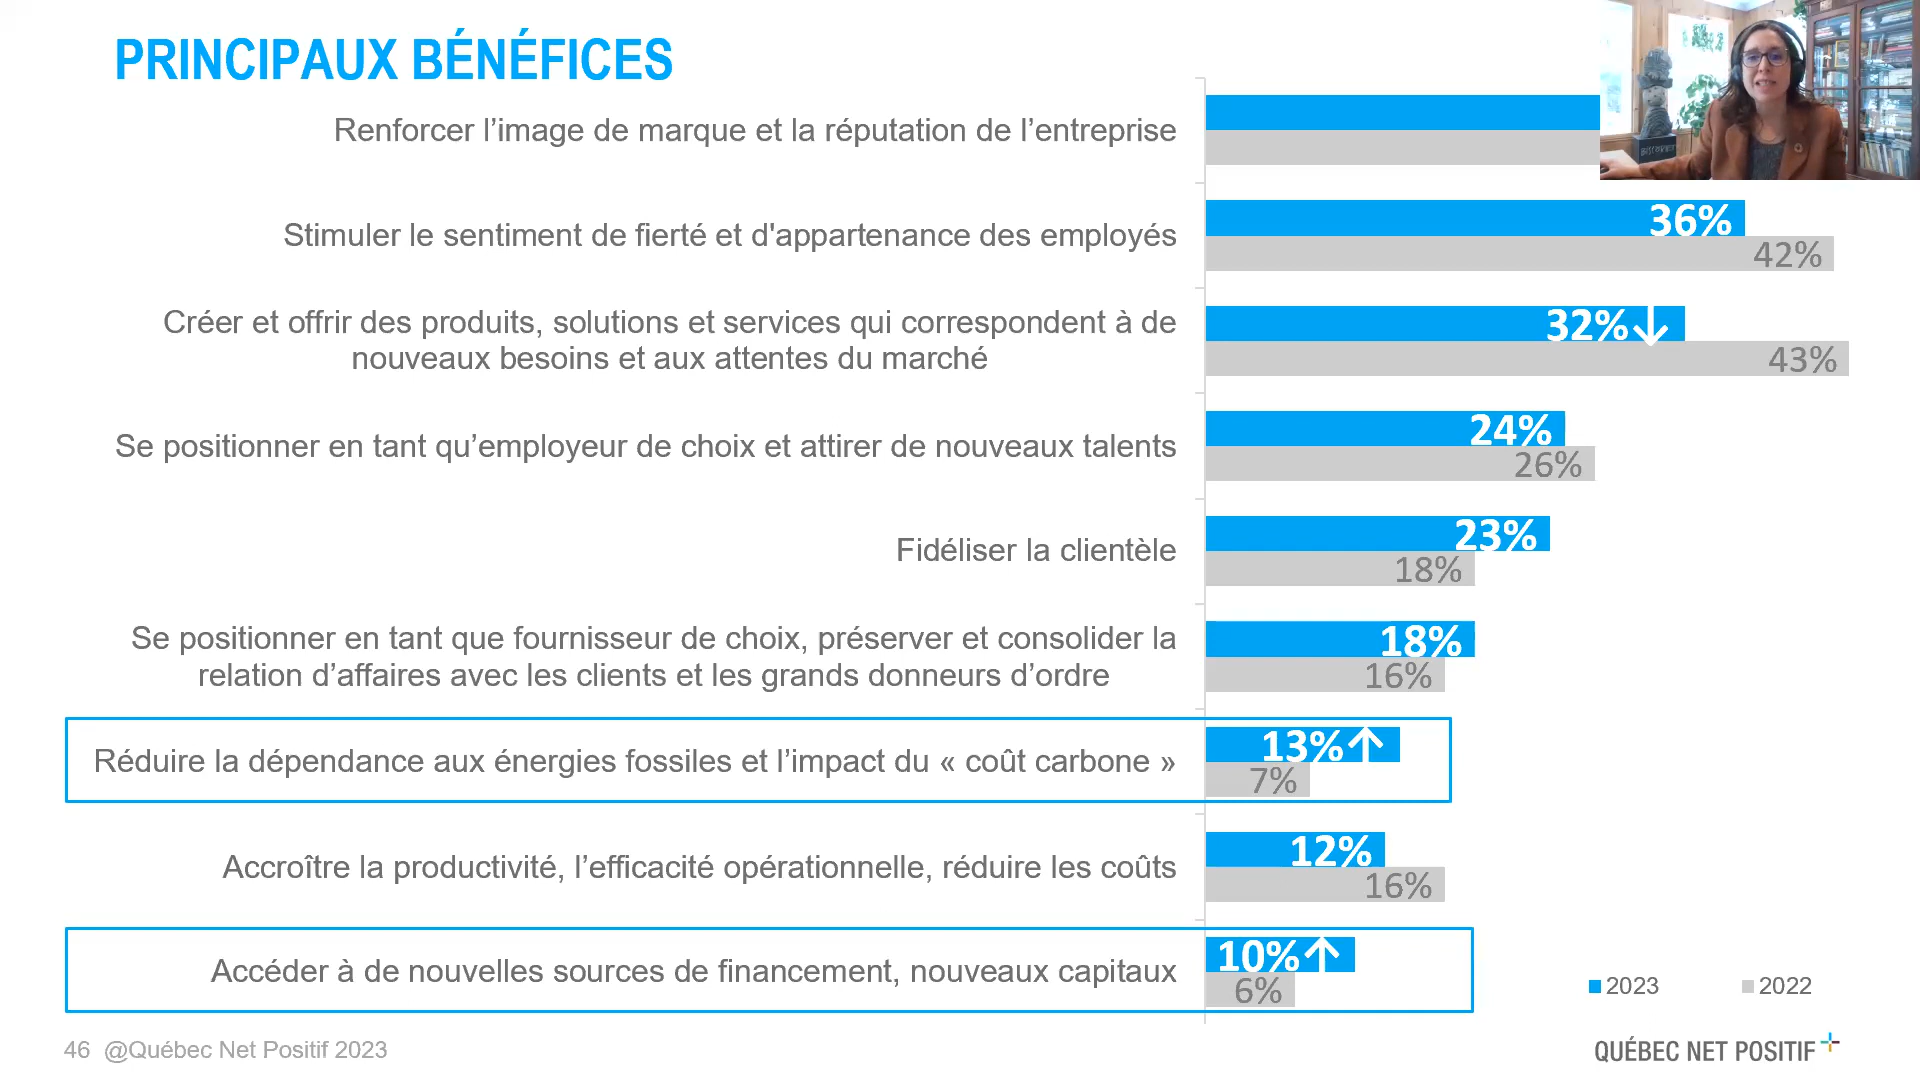 PRINCIPAUX BÉNÉFICES
Renforcer l’image de marque et la réputation de l’entreprise
Stimuler le sentiment de fierté et d'appartenance des employés
36%
42%
Créer et offrir des produits, solutions et services qui correspondent à de
nouveaux besoins et aux attentes du marché
32%↓
43%
Se positionner en tant qu’employeur de choix et attirer de nouveaux talents
24%
26%
Fidéliser la clientèle
23%
18%
Se positionner en tant que fournisseur de choix, préserver et consolider la
relation d’affaires avec les clients et les grands donneurs d’ordre
18%
16%
Réduire la dépendance aux énergies fossiles et l’impact du « coût carbone »
13%↑
7%
Accroître la productivité, l’efficacité opérationnelle, réduire les coûts
12%
16%
Accéder à de nouvelles sources de financement, nouveaux capitaux
10%↑
6%
2023 2022
46 @Québec Net Positif 2023
QUÉBEC NET POSITIF